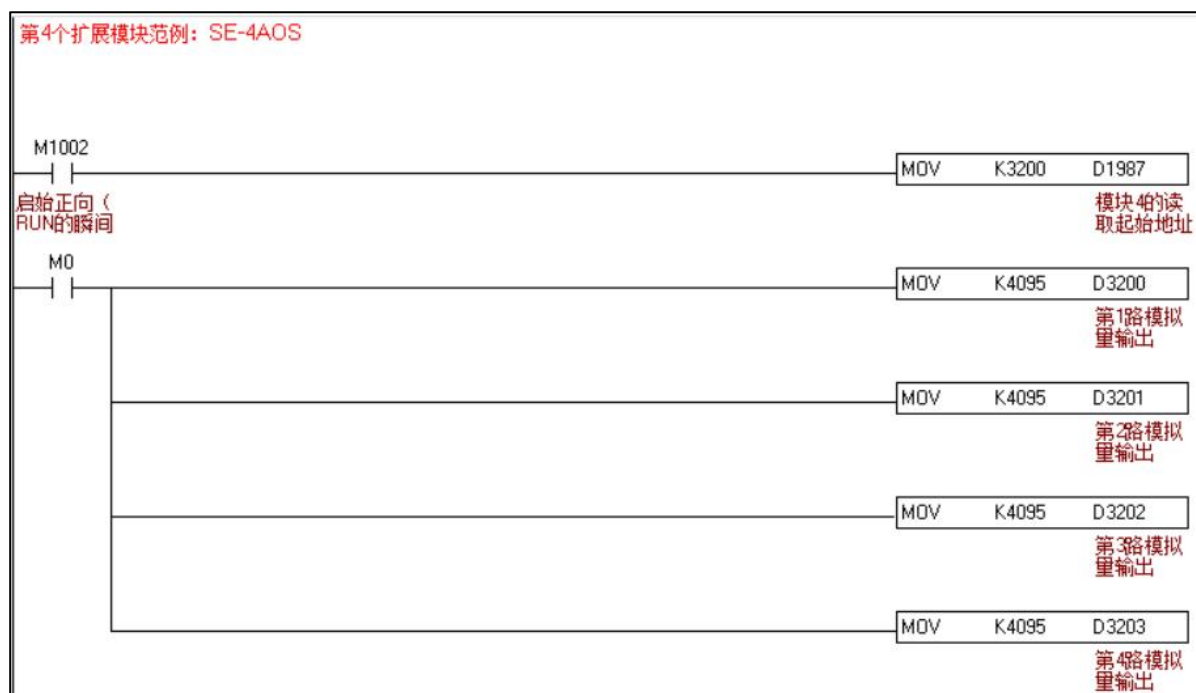 第4个扩展模块范例：SE-4AOS
M1002
MOV K3200 D1987
启始正向（
RUN的瞬间
模块4的读
取起始地址
M0
MOV K4095 D3200
第1路模拟
量输出
MOV K4095 D3201
第2路模拟
量输出
MOV K4095 D3202
第3路模拟
量输出
MOV K4095 D3203
第4路模拟
量输出